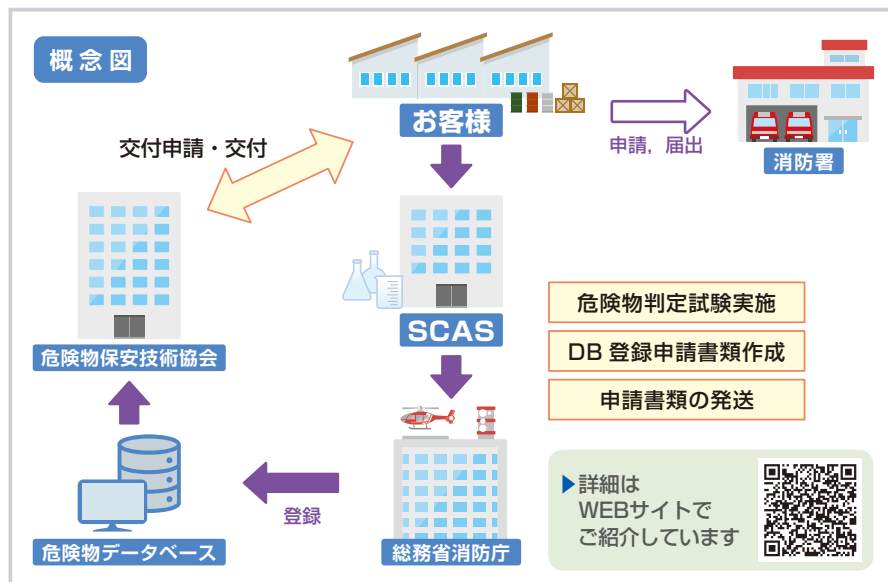 概念図
お客様
交付申請・交付
申請，届出
消防署
危険物保安技術協会
SCAS
危険物判定試験実施
DB 登録申請書類作成
申請書類の発送
登録
危険物データベース
総務省消防庁
詳細は
WEBサイトで
ご紹介しています